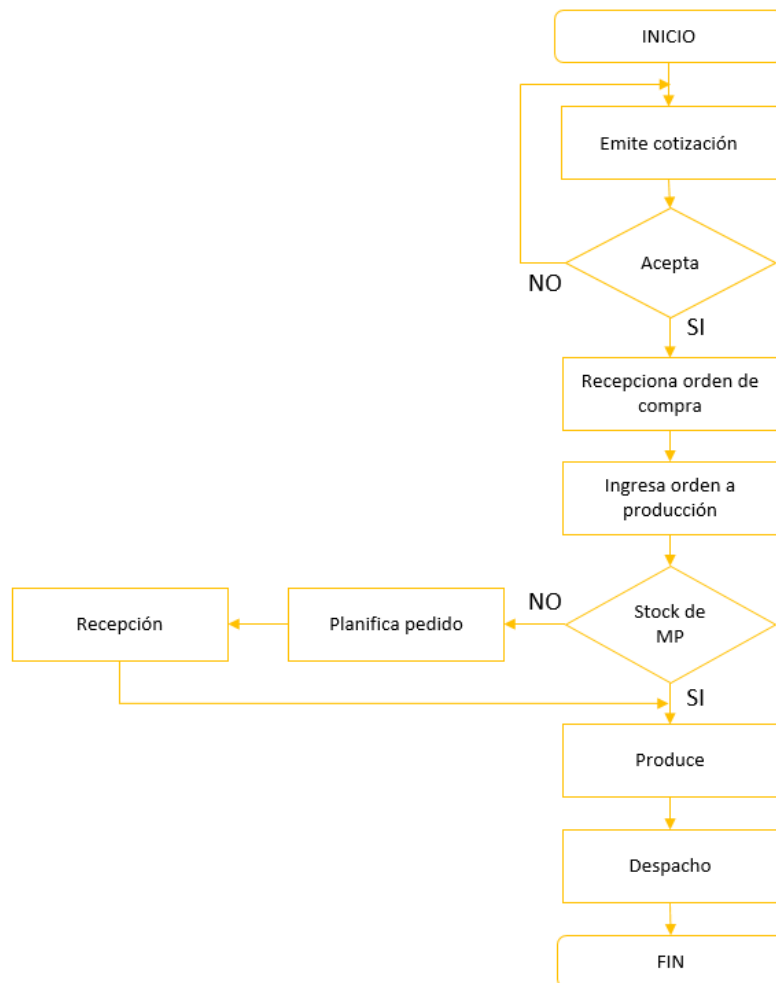 INICIO
Emite cotización
Acepta
NO
SI
Recepciona orden de
compra
Ingresa orden a
producción
Recepción
Planifica pedido
NO
Stock de
MP
SI
Produce
Despacho
FIN